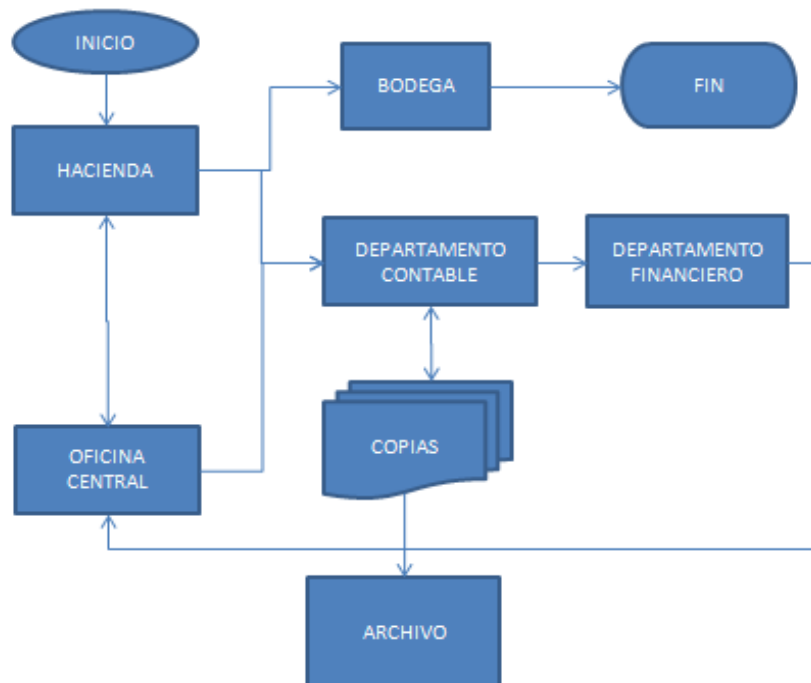 INICIO
BODEGA
FIN
HACIENDA
DEPARTAMENTO
CONTABLE
DEPARTAMENTO
FINANCIERO
OFICINA
CENTRAL
COPIAS
ARCHIVO